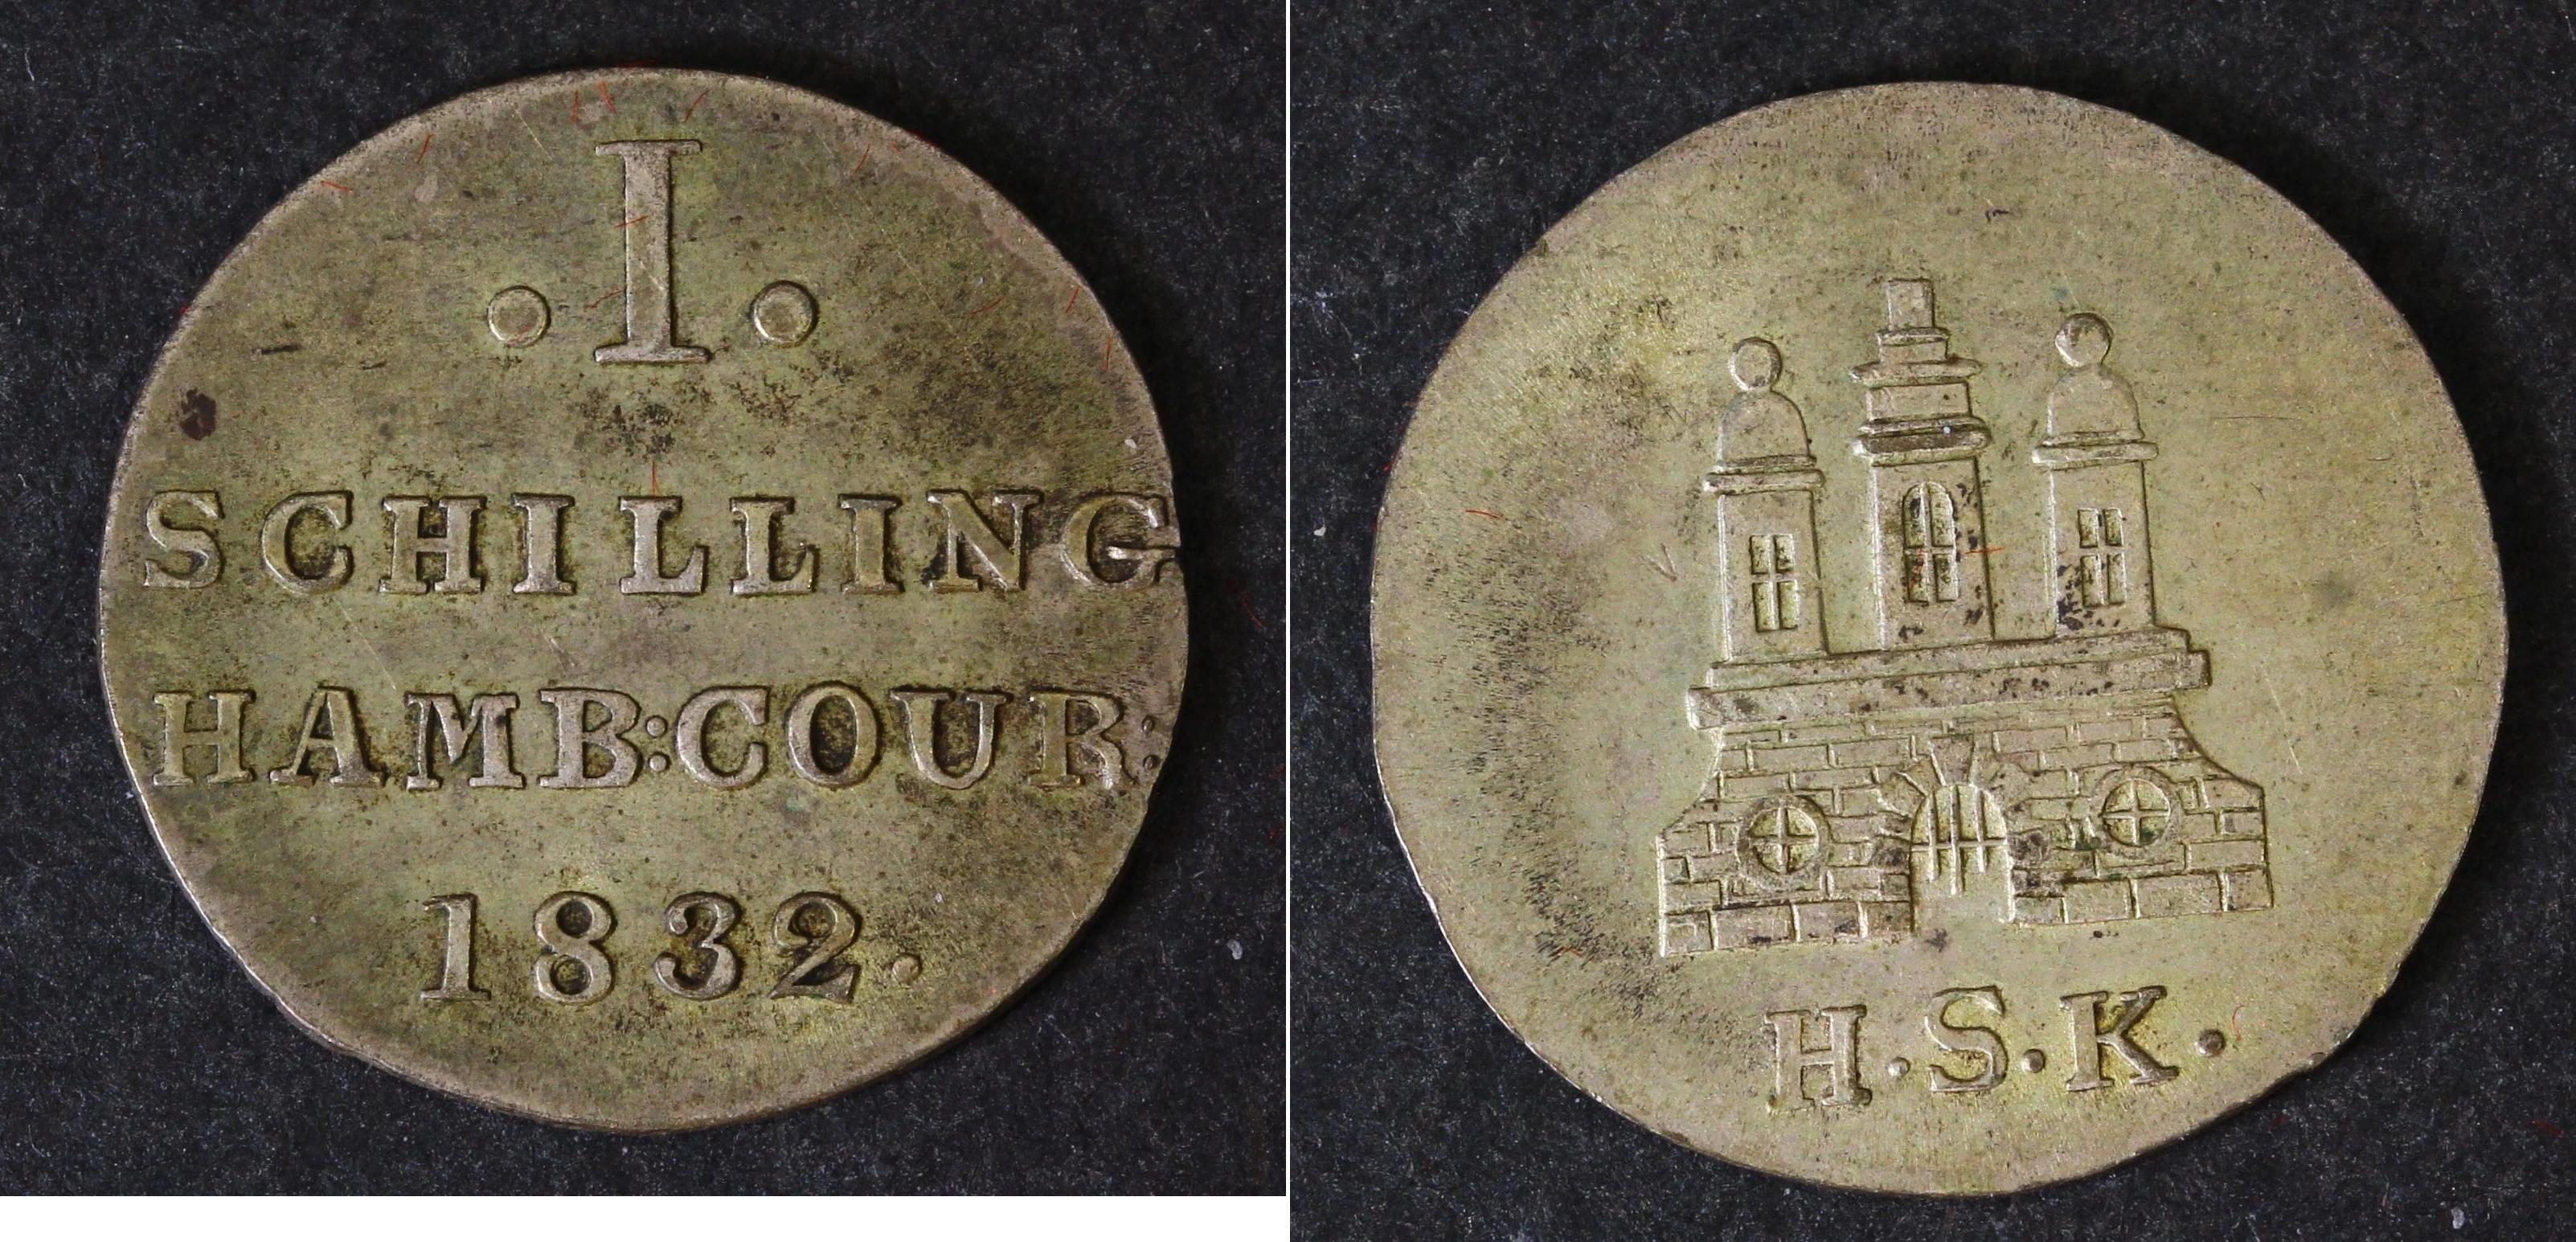 .I.
SCHILLING
HAMB:COUR:
1832.
H.S.K.